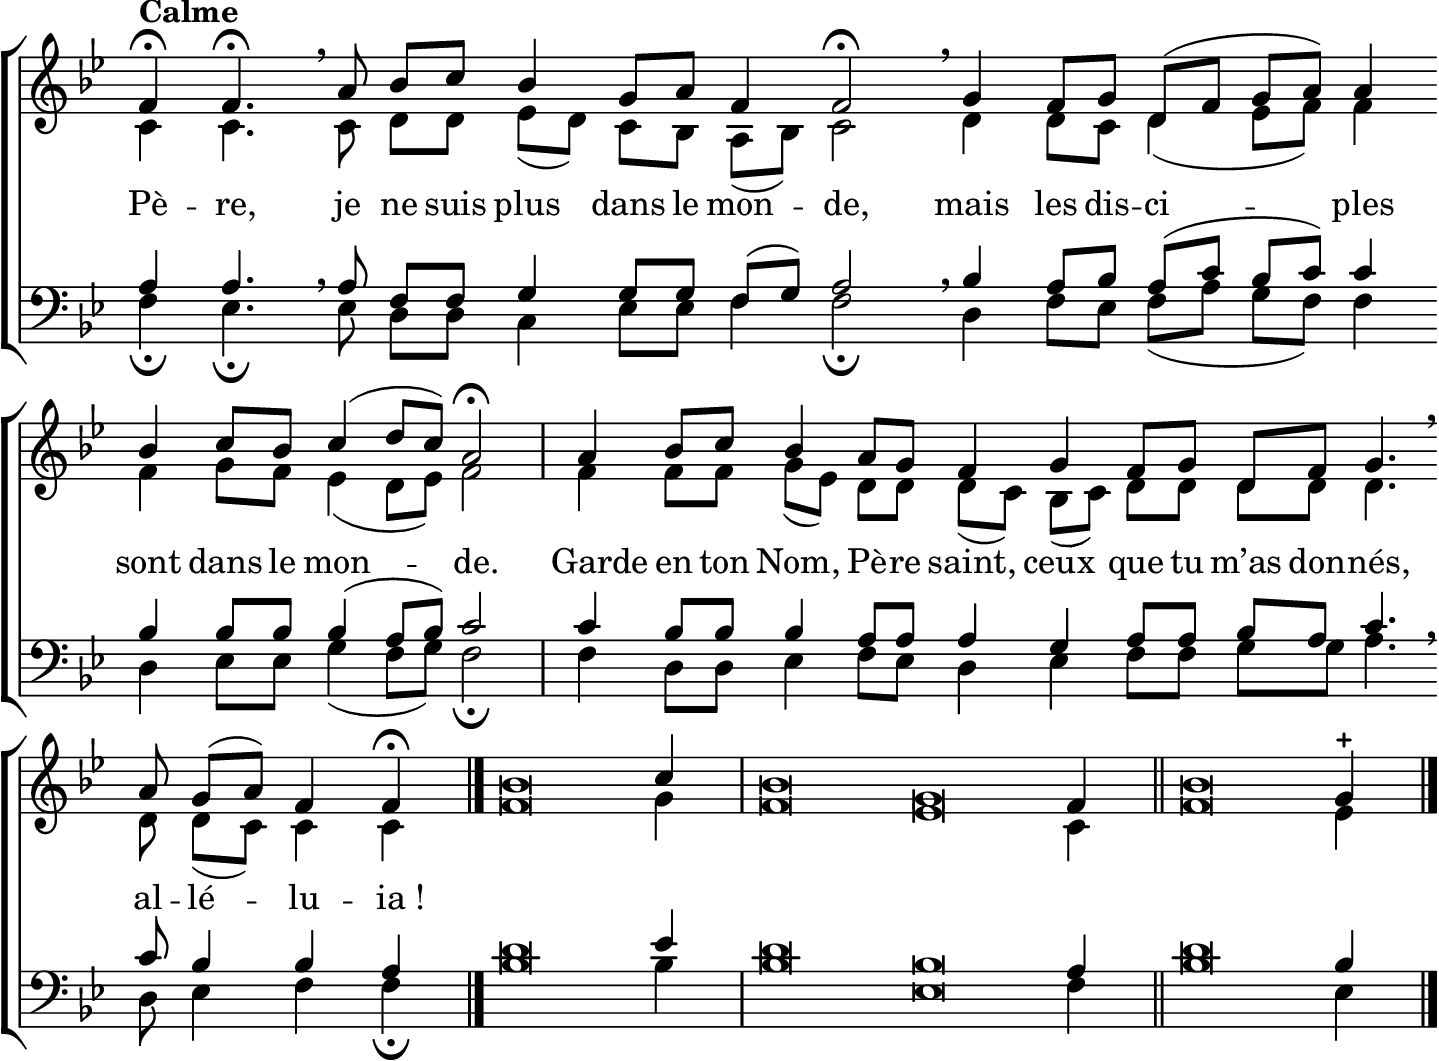 Calme
Pè -- re, je ne suis plus dans le mon -- de, mais les dis -- ci -- ples
sont dans le mon -- de. Garde en ton Nom, Père saint, ceux que tu m’as donnés,
al -- lé -- lu -- ia !